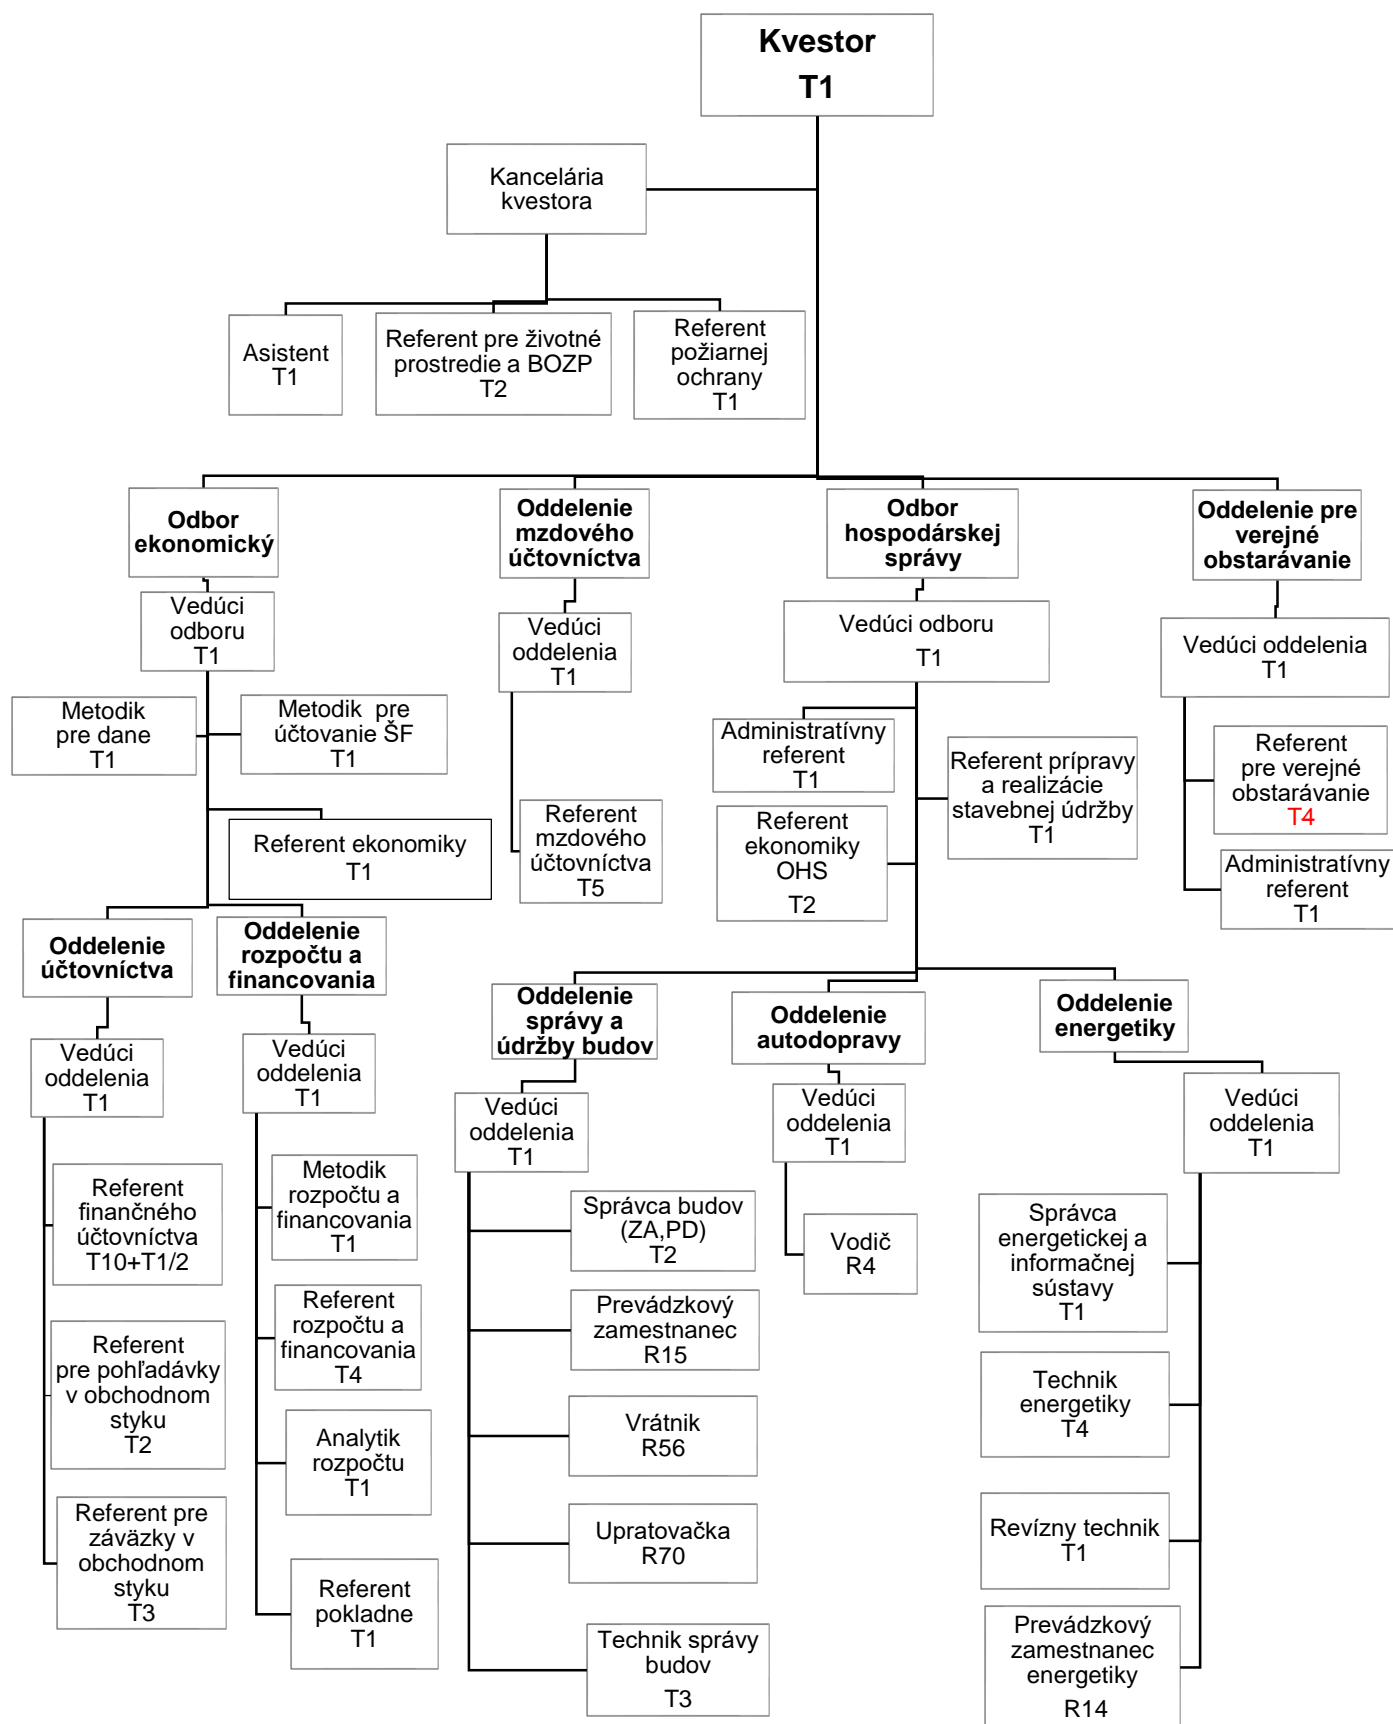 Kvestor
T1
Kancelária
kvestora
Asistent
T1
Referent pre životné
prostredie a BOZP
T2
Referent
požiarnej
ochrany
T1
Odbor
ekonomický
Oddelenie
mzdového
účtovníctva
Odbor
hospodárskej
správy
Oddelenie pre
verejné
obstarávanie
Vedúci
odboru
T1
Vedúci
oddelenia
T1
Vedúci odboru
T1
Vedúci oddelenia
T1
Metodik
pre dane
T1
Metodik  pre
účtovanie ŠF
T1
Referent ekonomiky
T1
Referent
mzdového
účtovníctva
T5
Administratívny
referent
T1
Referent prípravy
a realizácie
stavebnej údržby
T1
Referent
ekonomiky
OHS
T2
Referent
pre verejné
obstarávanie
T4
Administratívny
referent
T1
Oddelenie
účtovníctva
Oddelenie
rozpočtu a
financovania
Oddelenie
správy a
údržby budov
Oddelenie
autodopravy
Oddelenie
energetiky
Vedúci
oddelenia
T1
Vedúci
oddelenia
T1
Vedúci
oddelenia
T1
Vedúci
oddelenia
T1
Vedúci
oddelenia
T1
Referent
finančného
účtovníctva
T10+T1/2
Referent
pre pohľadávky
v obchodnom
styku
T2
Referent pre
záväzky v
obchodnom
styku
T3
Metodik
rozpočtu a
financovania
T1
Referent
rozpočtu a
financovania
T4
Analytik
rozpočtu
T1
Referent
pokladne
T1
Správca budov
(ZA,PD)
T2
Prevádzkový
zamestnanec
R15
Vrátnik
R56
Upratovačka
R70
Technik správy
budov
T3
Vodič
R4
Správca
energetickej a
informačnej
sústavy
T1
Technik
energetiky
T4
Revízny technik
T1
Prevádzkový
zamestnanec
energetiky
R14